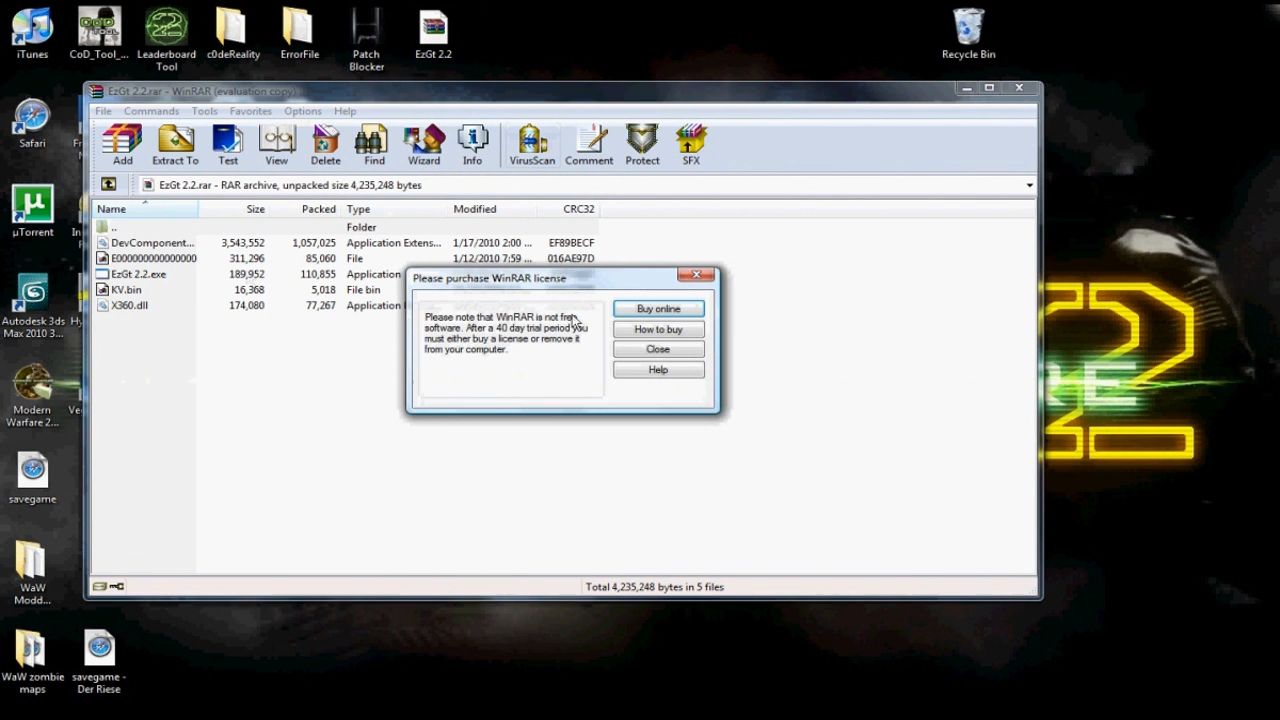 iTunes
CoD_Tool_...
Leaderboard
Tool
c0deReality
ErrorFile
Patch
Blocker
EzGt 2.2
Recycle Bin
EzGt 2.2.rar - WinRAR (evaluation copy)
File Commands Tools Favorites Options Help
Add Extract To Test View Delete Find Wizard Info VirusScan Comment Protect SFX
EzGt 2.2.rar - RAR archive, unpacked size 4,235,248 bytes
Name Size Packed Type Modified CRC32
.. Folder
DevComponent... 3,543,552 1,057,025 Application Extens... 1/17/2010 2:00 ... EF89BECF
E000000000000000 311,296 85,060 File 1/12/2010 7:59 ... 016AE97D
EzGt 2.2.exe 189,952 110,855 Application
KV.bin 16,368 5,018 File bin
X360.dll 174,080 77,267 Application
Please purchase WinRAR license
Please note that WinRAR is not free
software. After a 40 day trial period you
must either buy a license or remove it
from your computer.
Buy online
How to buy
Close
Help
Total 4,235,248 bytes in 5 files
Safari
µTorrent
Autodesk 3ds
Max 2010 3...
Modern
Warfare 2...
savegame
WaW
Modd...
WaW zombie
maps
savegame -
Der Riese